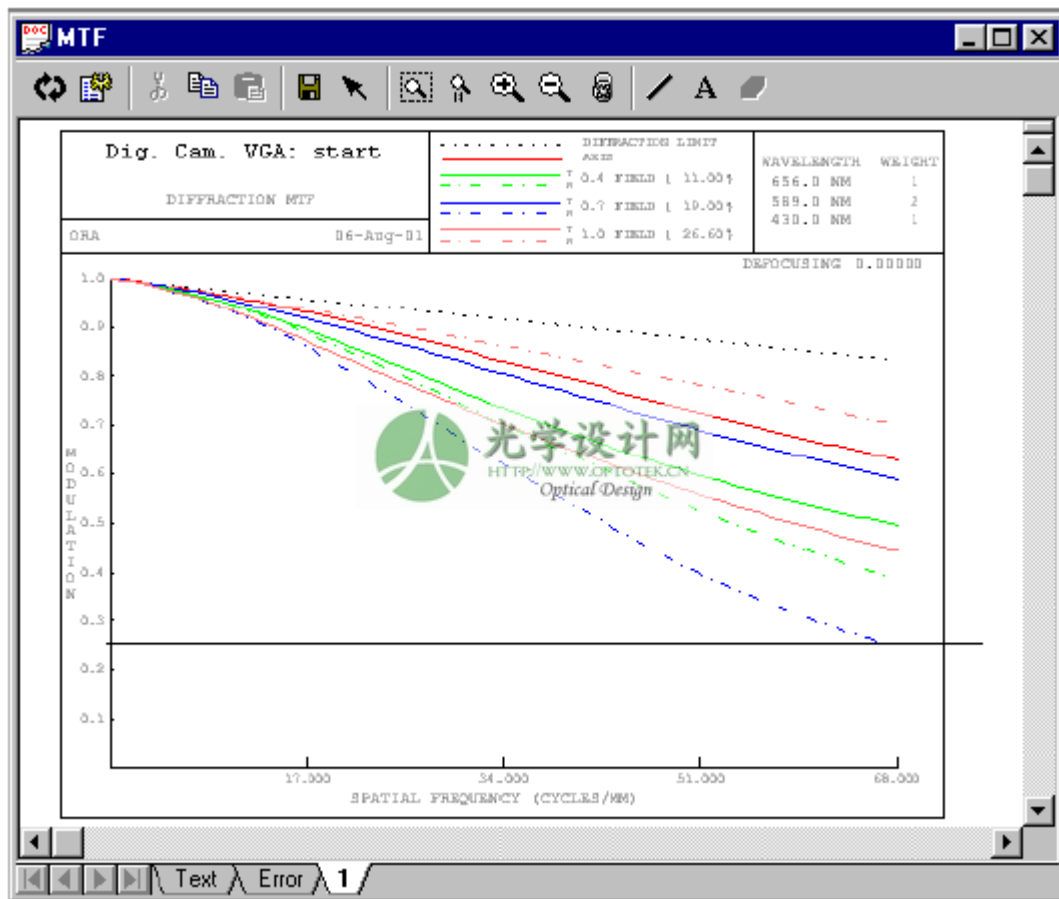 MTF
Dig. Cam. VGA: start
DIFFRACTION MTF
ORA 06-Aug-01
DIFFRACTION LIMIT
AXIS
T
R 0.4 FIELD ( 11.00°)
T
R 0.7 FIELD ( 19.00°)
T
R 1.0 FIELD ( 26.60°)
WAVELENGTH WEIGHT
656.0 NM 1
589.0 NM 2
430.0 NM 1
DEFOCUSING 0.00000
1.0
0.9
0.8
0.7
0.6
0.5
0.4
0.3
0.2
0.1
MODULATION
光学设计网
HTTP://WWW.OPTOTEK.CN
Optical Design
17.000 34.000 51.000 68.000
SPATIAL FREQUENCY (CYCLES/MM)
Text Error 1